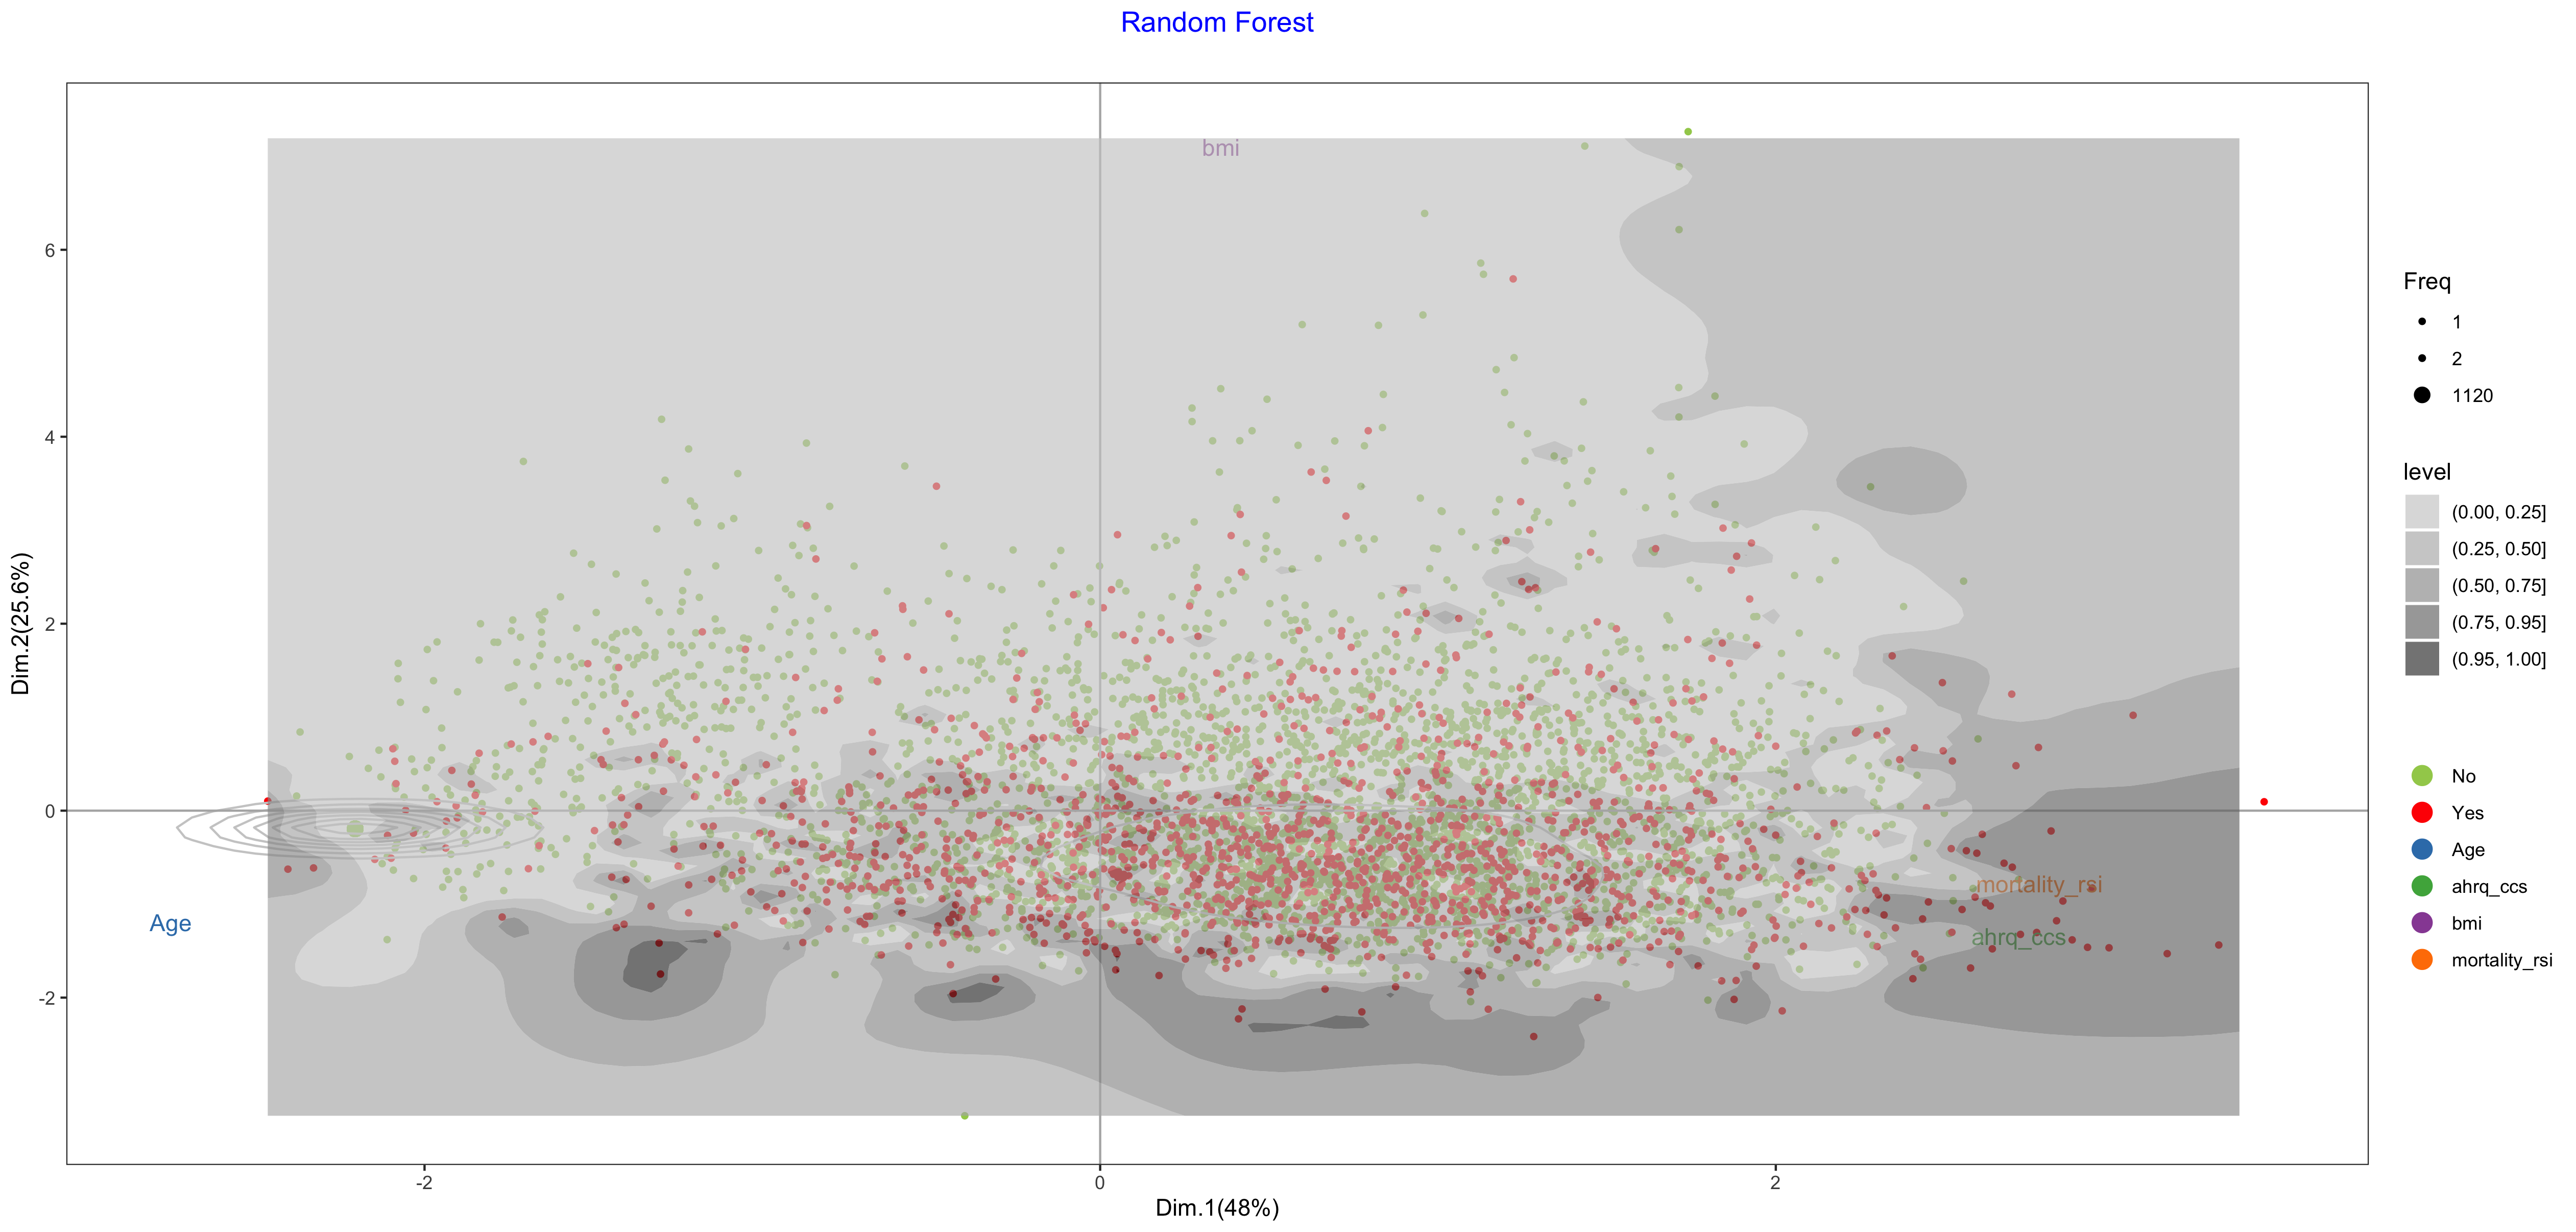 Random Forest
bmi
Age
mortality_rsi
ahrq_ccs
6
4
2
0
-2
-2
0
2
Dim.1(48%)
Dim.2(25.6%)
Freq
1
2
1120
level
(0.00, 0.25]
(0.25, 0.50]
(0.50, 0.75]
(0.75, 0.95]
(0.95, 1.00]
No
Yes
Age
ahrq_ccs
bmi
mortality_rsi